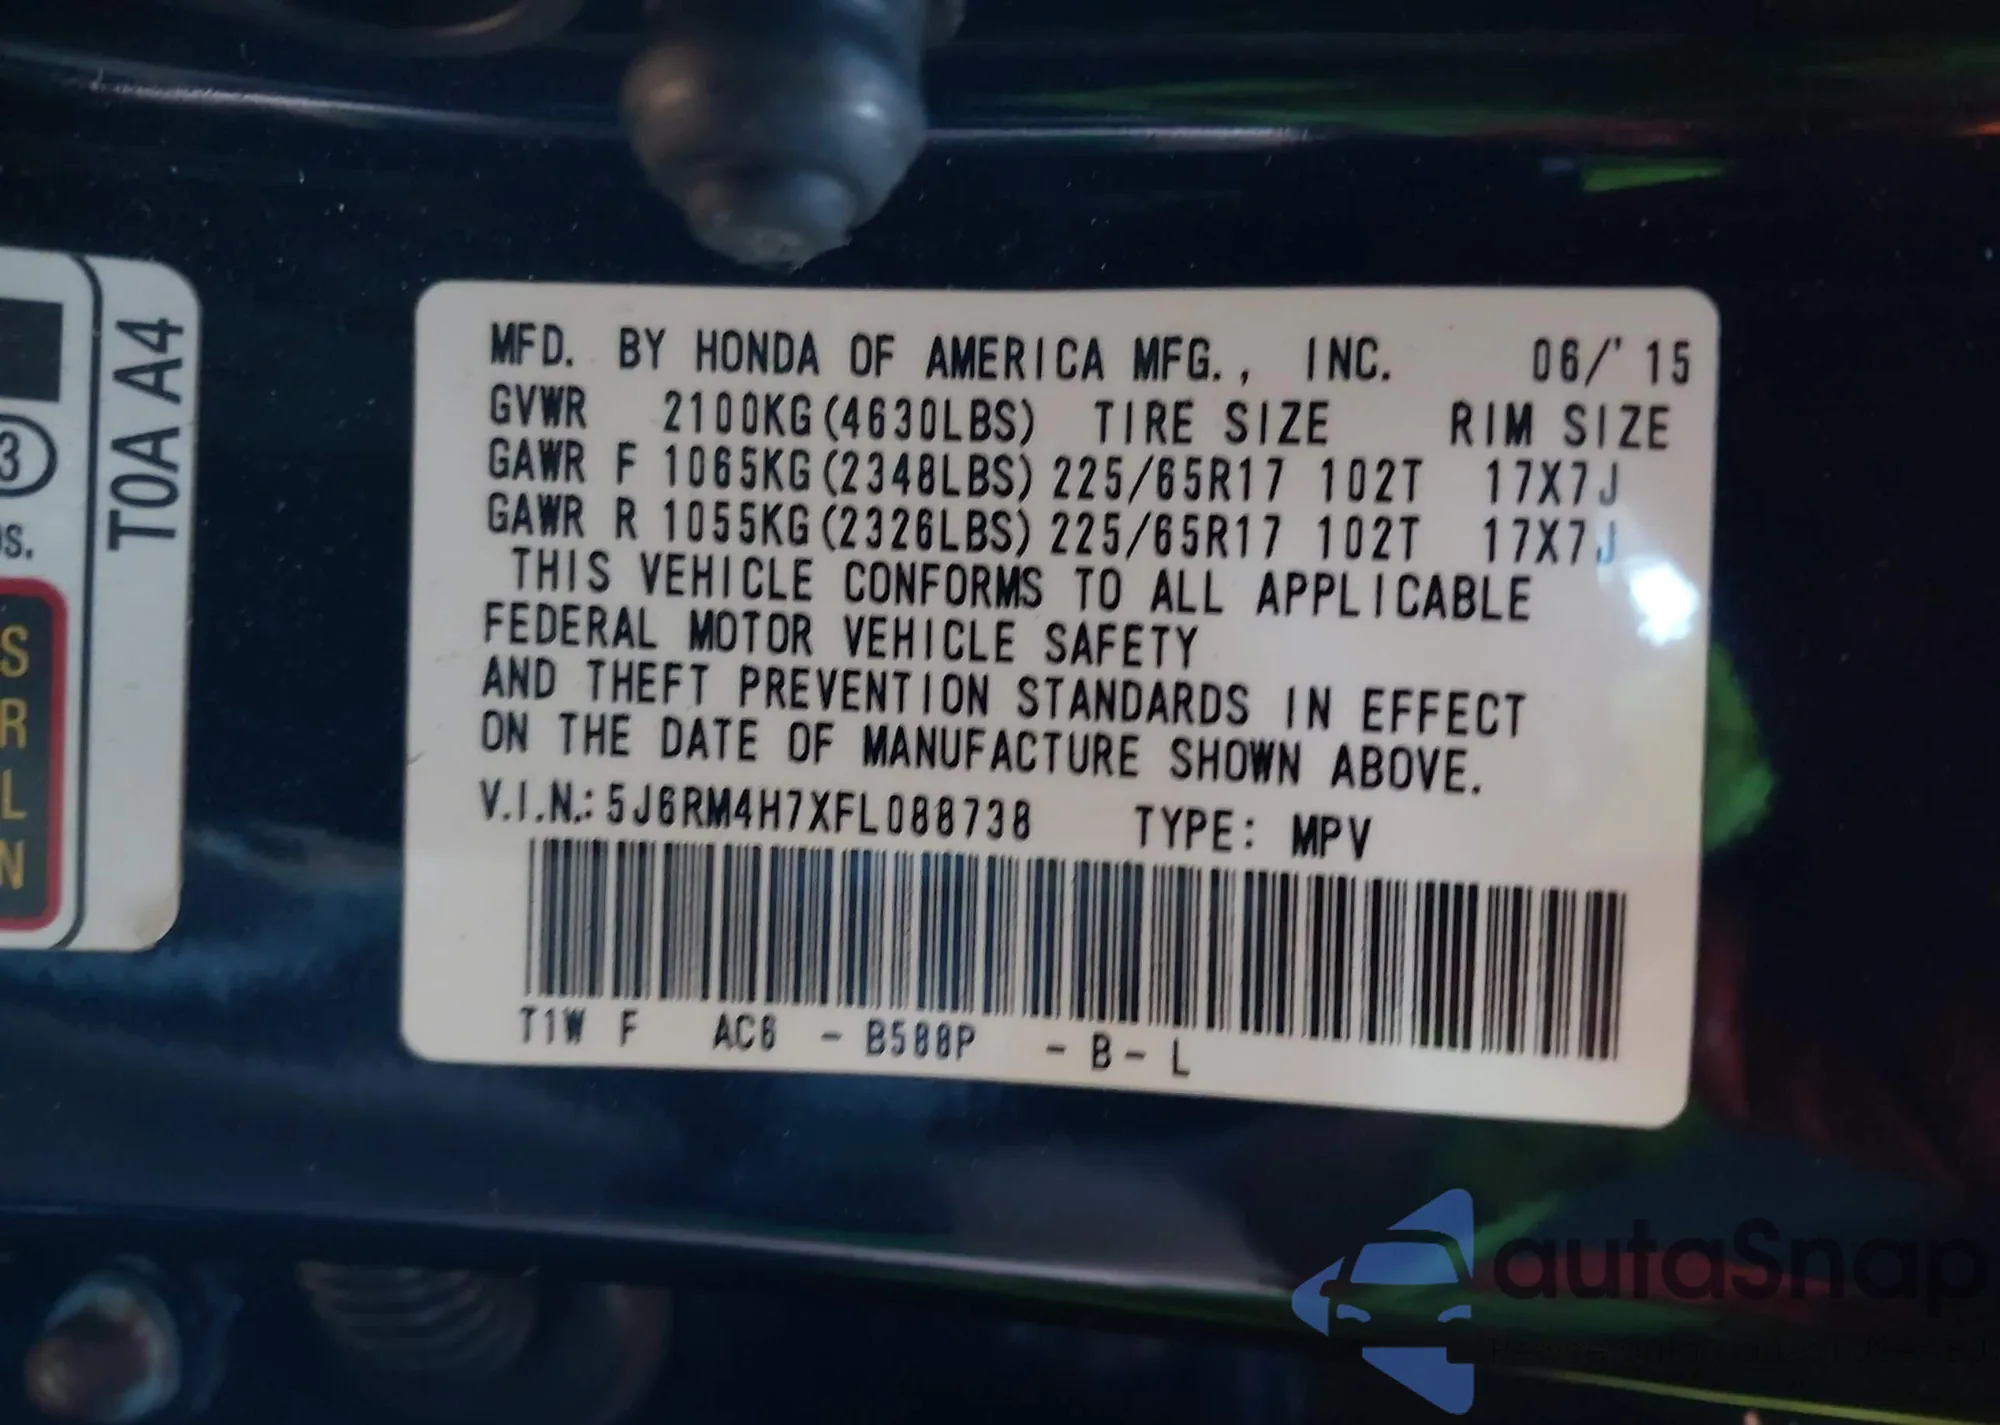 MFD. BY HONDA OF AMERICA MFG., INC. 06/'15
GVWR 2100KG(4630LBS) TIRE SIZE RIM SIZE
GAWR F 1065KG(2348LBS) 225/65R17 102T 17X7J
GAWR R 1055KG(2326LBS) 225/65R17 102T 17X7J
THIS VEHICLE CONFORMS TO ALL APPLICABLE
FEDERAL MOTOR VEHICLE SAFETY
AND THEFT PREVENTION STANDARDS IN EFFECT
ON THE DATE OF MANUFACTURE SHOWN ABOVE.
V.I.N.: 5J6RM4H7XFL088738 TYPE: MPV
T1W F AC6 - B588P - B - L
T0A A4
3
S
R
L
N
autaSnap